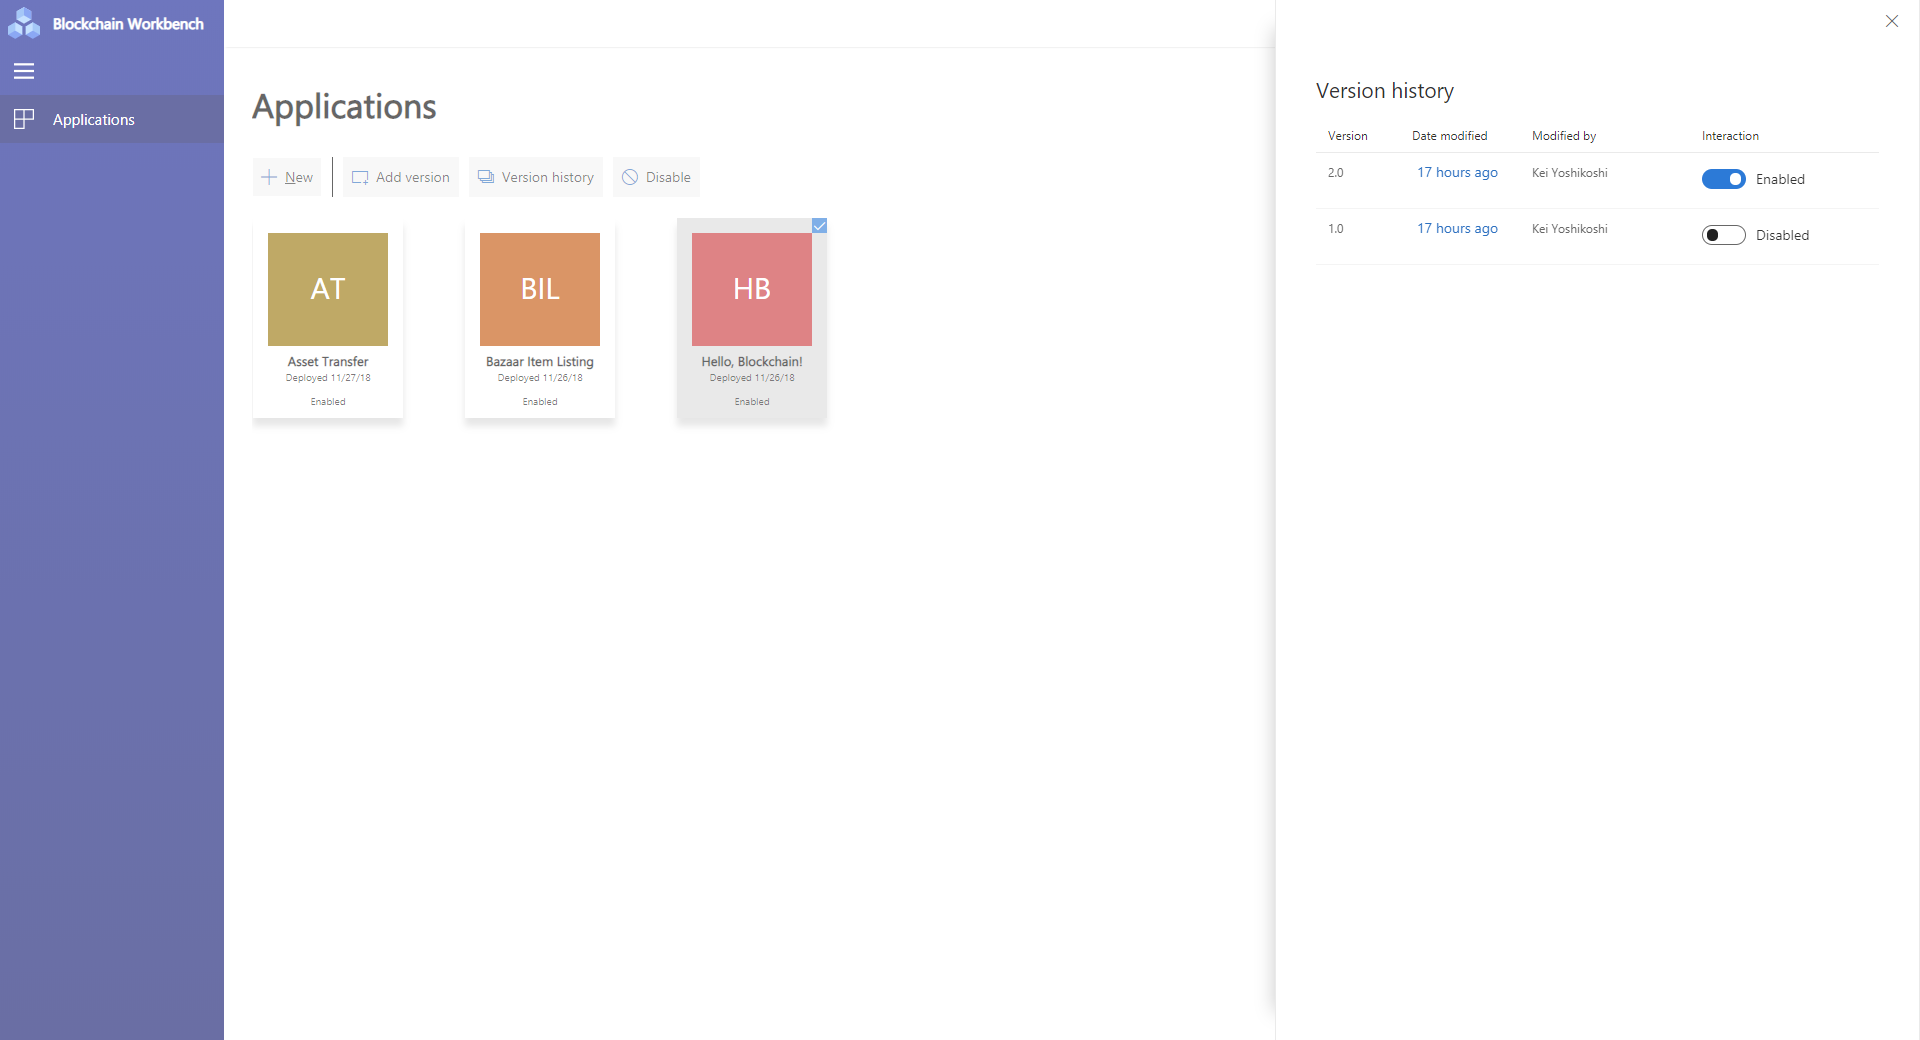 Blockchain Workbench
Applications
Applications
New
Add version
Version history
Disable
AT
Asset Transfer
Deployed 11/27/18
Enabled
BIL
Bazaar Item Listing
Deployed 11/26/18
Enabled
HB
Hello, Blockchain!
Deployed 11/26/18
Enabled
Version history
Version Date modified Modified by Interaction
2.0 17 hours ago Kei Yoshikoshi Enabled
1.0 17 hours ago Kei Yoshikoshi Disabled